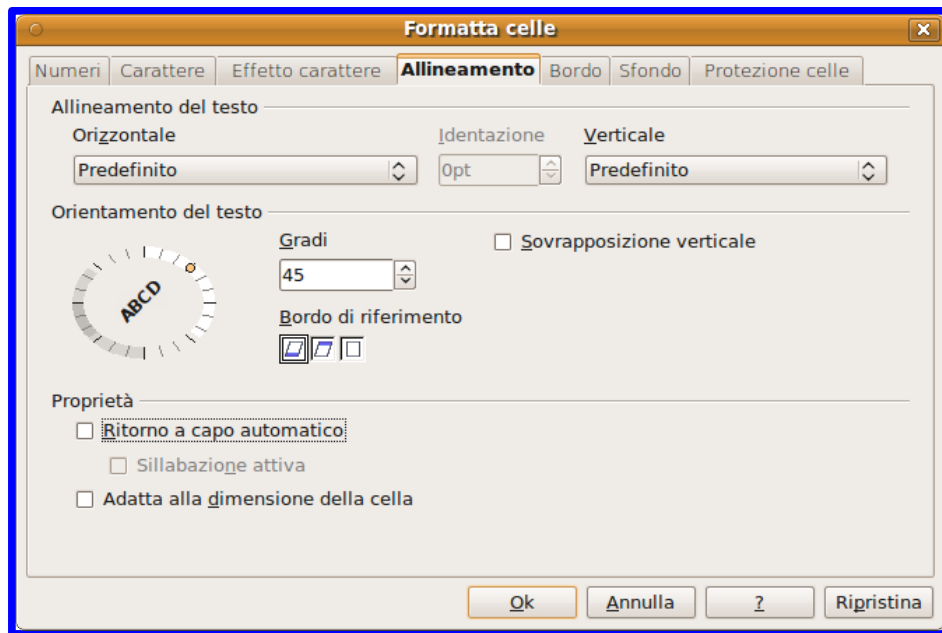 Formatta celle
Numeri Carattere Effetto carattere Allineamento Bordo Sfondo Protezione celle
Allineamento del testo
Orizzontale Identazione Verticale
Predefinito 0pt Predefinito
Orientamento del testo
Gradi Sovrapposizione verticale
45
ABCD
Bordo di riferimento
Proprietà
Ritorno a capo automatico
Sillabazione attiva
Adatta alla dimensione della cella
Ok Annulla ? Ripristina